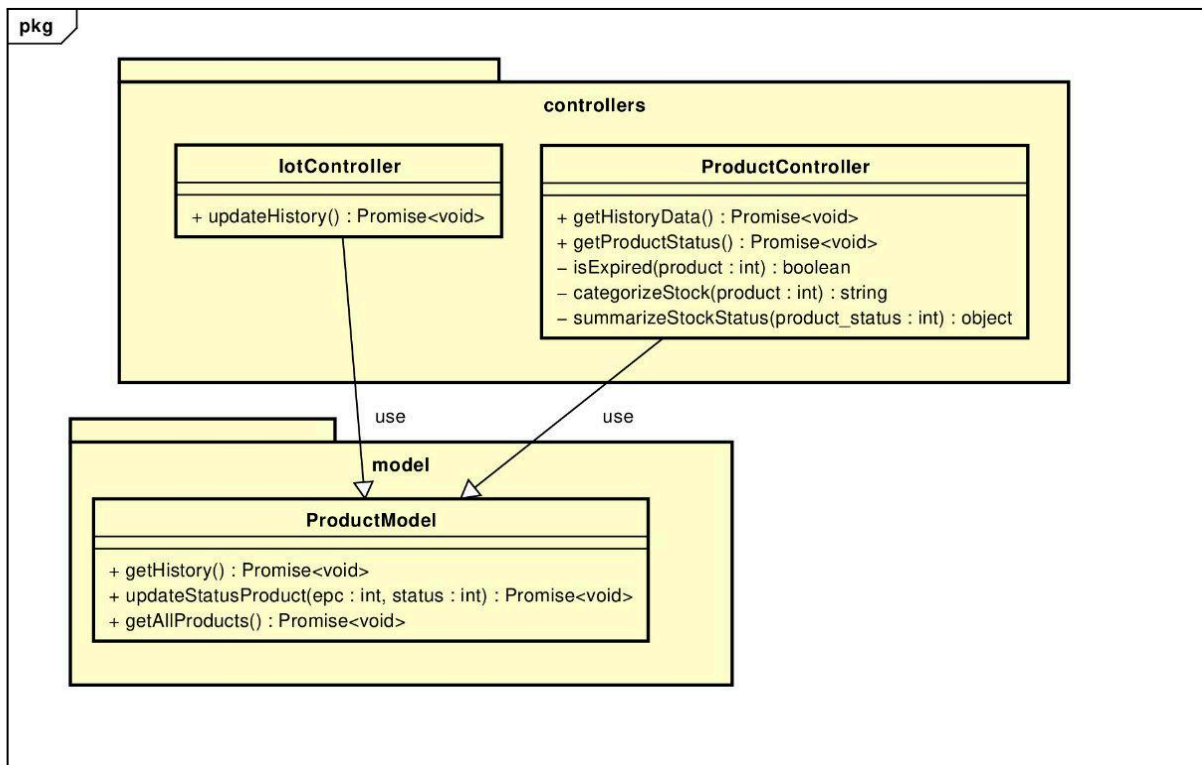 pkg
controllers
IotController
+ updateHistory() : Promise<void>
ProductController
+ getHistoryData() : Promise<void>
+ getProductStatus() : Promise<void>
− isExpired(product : int) : boolean
− categorizeStock(product : int) : string
− summarizeStockStatus(product_status : int) : object
use
use
model
ProductModel
+ getHistory() : Promise<void>
+ updateStatusProduct(epc : int, status : int) : Promise<void>
+ getAllProducts() : Promise<void>